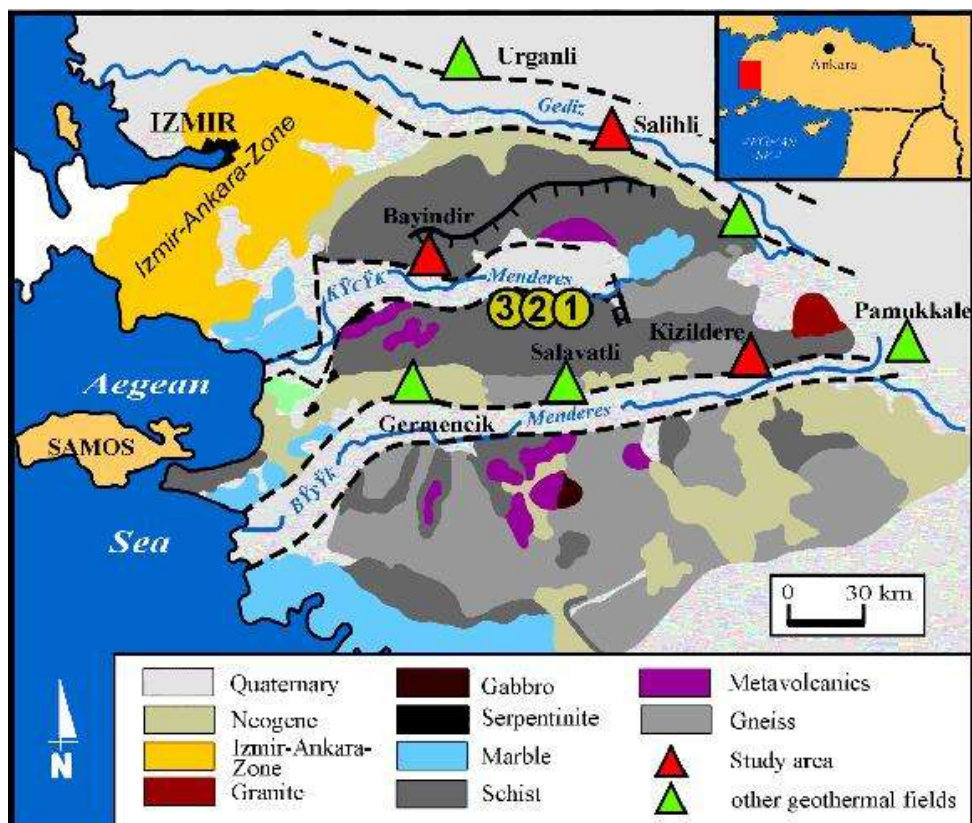 Urganli
Ankara
Gediz
IZMIR
Salihli
Izmir-Ankara-Zone
Bayindir
KŸcŸK
Menderes
3 2 1
Pamukkale
Kizildere
Salavatli
Aegean
Menderes
Germencik
SAMOS
BŸyŸK
Sea
0 30 km
Quaternary
Neogene
Izmir-Ankara-
Zone
Granite
Gabbro
Serpentinite
Marble
Schist
Metavolcanics
Gneiss
Study area
other geothermal fields
N